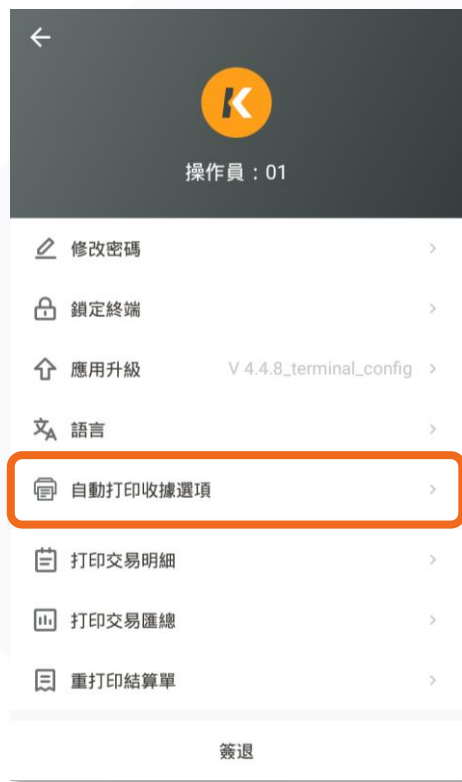 操作員：01
修改密碼
鎖定終端
應用升級 V 4.4.8_terminal_config
語言
自動打印收據選項
打印交易明細
打印交易匯總
重打印結算單
簽退